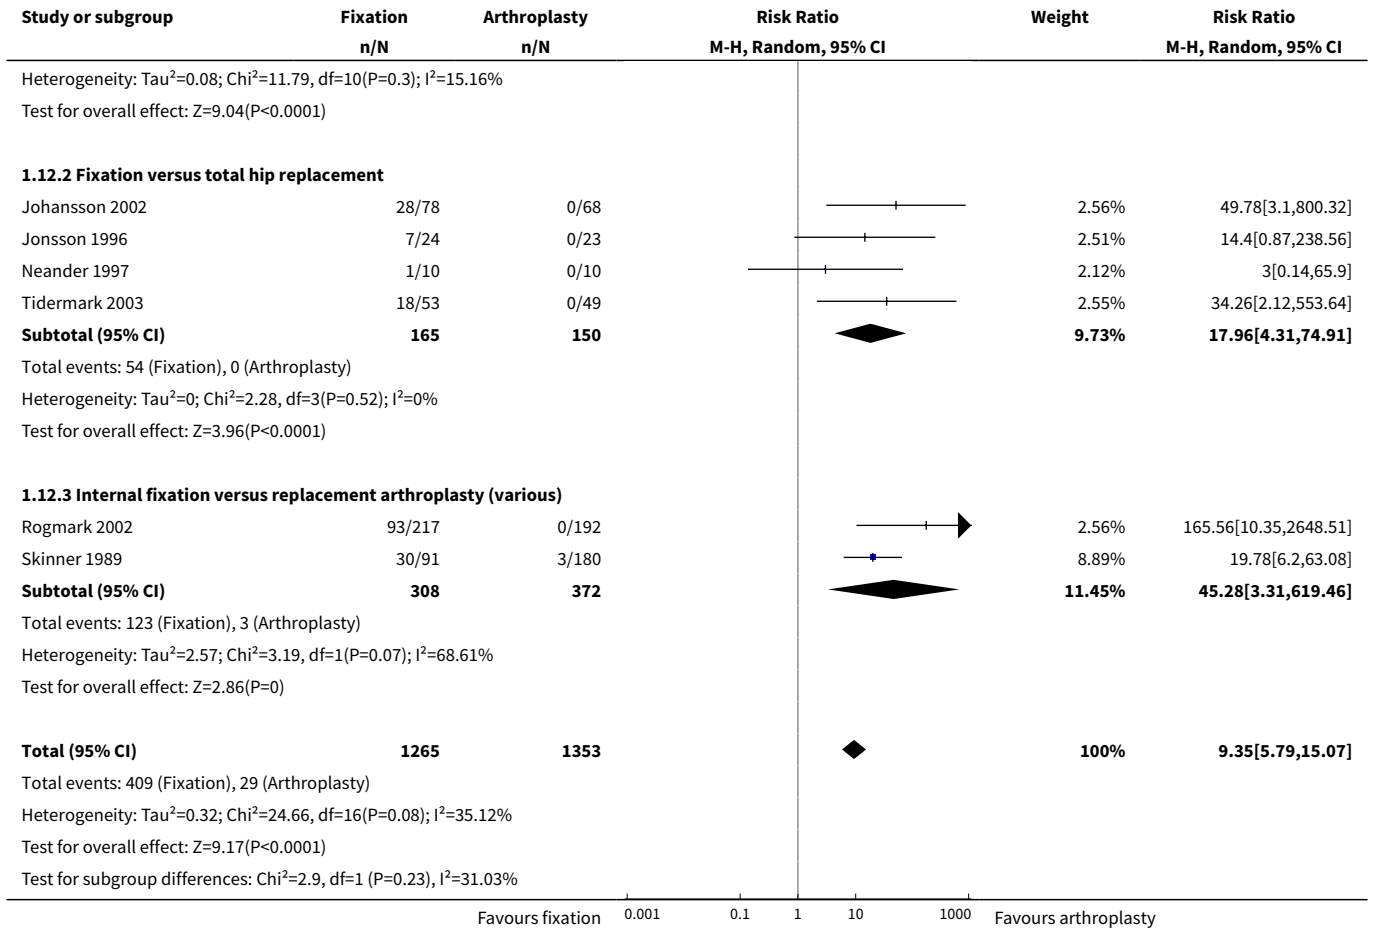 Study or subgroup Fixation Arthroplasty Risk Ratio Weight Risk Ratio
n/N n/N M-H, Random, 95% CI M-H, Random, 95% CI
Heterogeneity: Tau²=0.08; Chi²=11.79, df=10(P=0.3); I²=15.16%
Test for overall effect: Z=9.04(P<0.0001)
1.12.2 Fixation versus total hip replacement
Johansson 2002 28/78 0/68 2.56% 49.78[3.1,800.32]
Jonsson 1996 7/24 0/23 2.51% 14.4[0.87,238.56]
Neander 1997 1/10 0/10 2.12% 3[0.14,65.9]
Tidermark 2003 18/53 0/49 2.55% 34.26[2.12,553.64]
Subtotal (95% CI) 165 150 9.73% 17.96[4.31,74.91]
Total events: 54 (Fixation), 0 (Arthroplasty)
Heterogeneity: Tau²=0; Chi²=2.28, df=3(P=0.52); I²=0%
Test for overall effect: Z=3.96(P<0.0001)
1.12.3 Internal fixation versus replacement arthroplasty (various)
Rogmark 2002 93/217 0/192 2.56% 165.56[10.35,2648.51]
Skinner 1989 30/91 3/180 8.89% 19.78[6.2,63.08]
Subtotal (95% CI) 308 372 11.45% 45.28[3.31,619.46]
Total events: 123 (Fixation), 3 (Arthroplasty)
Heterogeneity: Tau²=2.57; Chi²=3.19, df=1(P=0.07); I²=68.61%
Test for overall effect: Z=2.86(P=0)
Total (95% CI) 1265 1353 100% 9.35[5.79,15.07]
Total events: 409 (Fixation), 29 (Arthroplasty)
Heterogeneity: Tau²=0.32; Chi²=24.66, df=16(P=0.08); I²=35.12%
Test for overall effect: Z=9.17(P<0.0001)
Test for subgroup differences: Chi²=2.9, df=1 (P=0.23), I²=31.03%
Favours fixation 0.001 0.1 1 10 1000 Favours arthroplasty